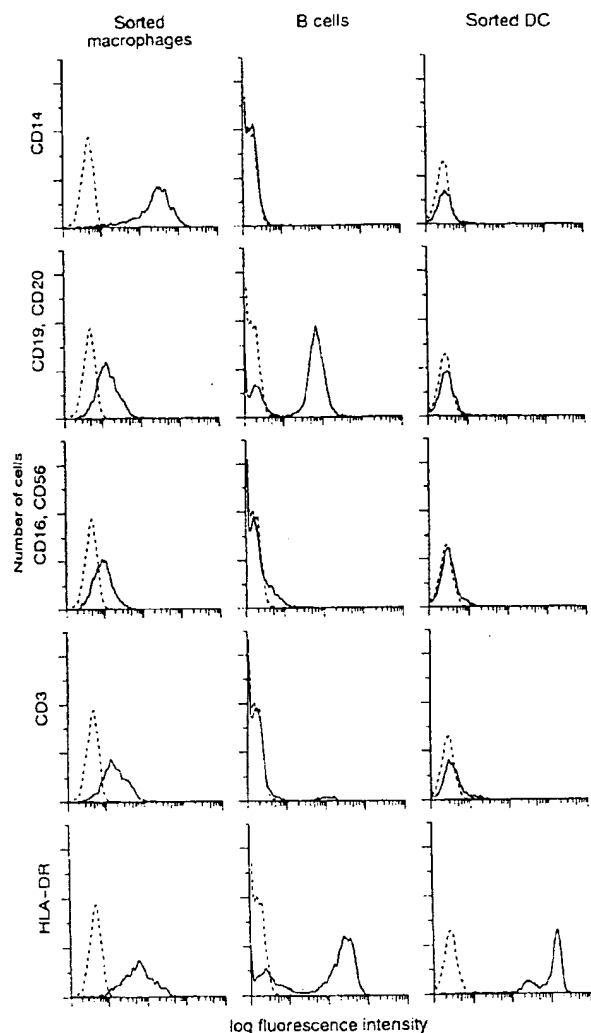 Sorted
macrophages
B cells
Sorted DC
CD14
CD19, CD20
Number of cells
CD16, CD56
CD3
HLA-DR
log fluorescence intensity